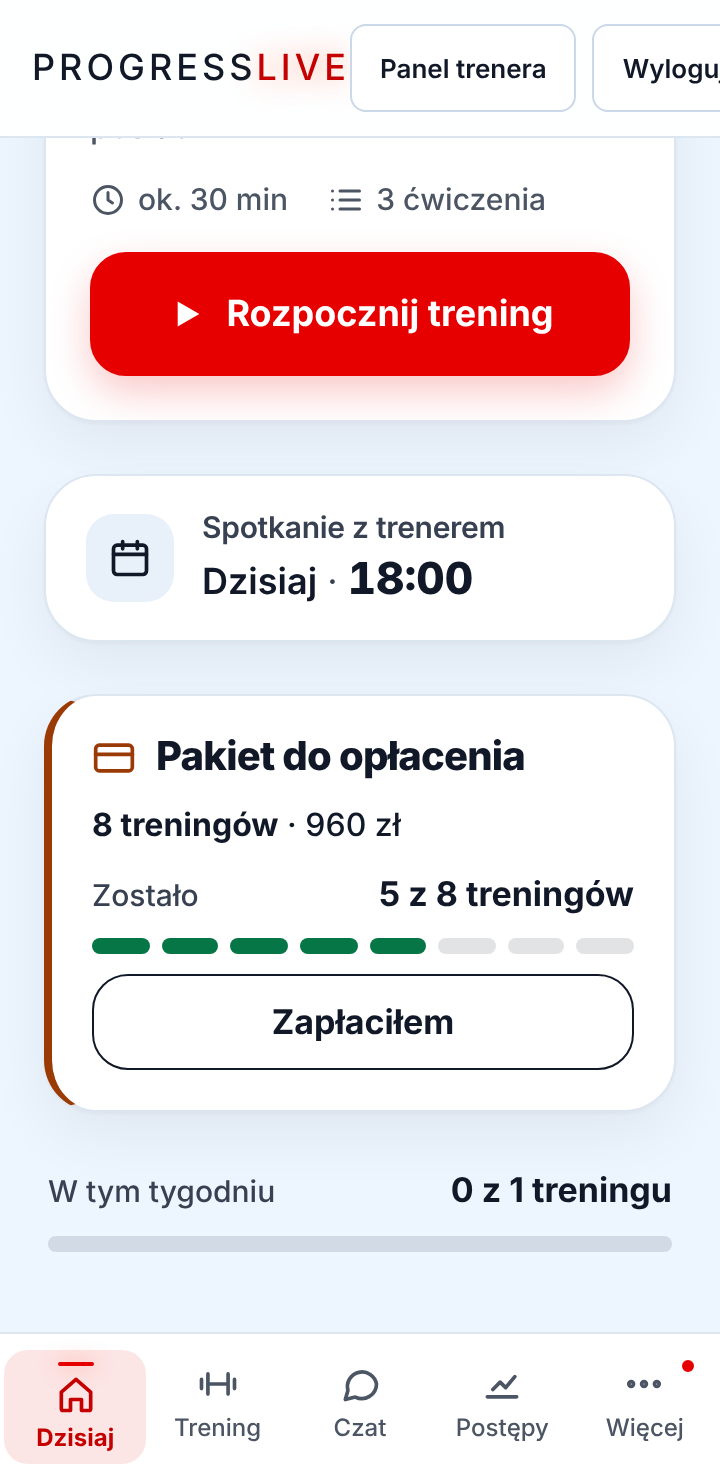 PROGRESSLIVE
Panel trenera
ok. 30 min
3 ćwiczenia
Rozpocznij trening
Spotkanie z trenerem
Dzisiaj · 18:00
Pakiet do opłacenia
8 treningów · 960 zł
Zostało
5 z 8 treningów
Zapłaciłem
W tym tygodniu
0 z 1 treningu
Dzisiaj
Trening
Czat
Postępy
Więcej